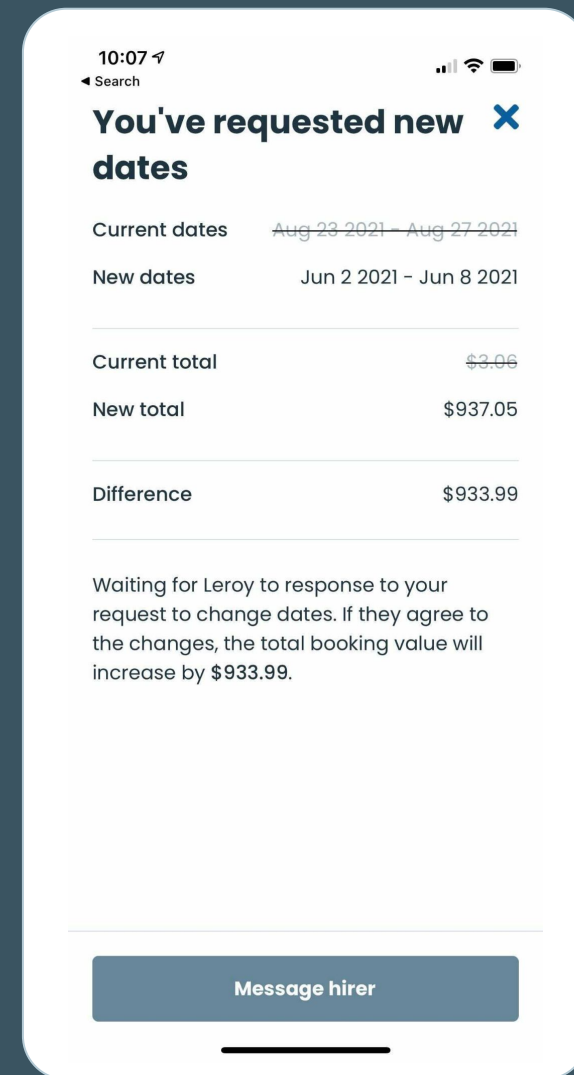 10:07
◀ Search
You've requested new
dates
Current dates Aug 23 2021 - Aug 27 2021
New dates Jun 2 2021 - Jun 8 2021
Current total $3.06
New total $937.05
Difference $933.99
Waiting for Leroy to response to your
request to change dates. If they agree to
the changes, the total booking value will
increase by $933.99.
Message hirer